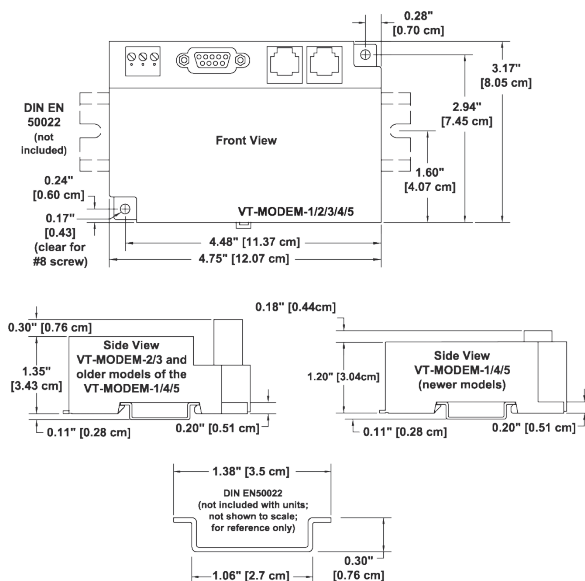 0.28"
[0.70 cm]
3.17"
[8.05 cm]
2.94"
[7.45 cm]
DIN EN
50022
(not
included)
Front View
1.60"
[4.07 cm]
0.24"
[0.60 cm]
0.17"
[0.43]
(clear for
#8 screw)
VT-MODEM-1/2/3/4/5
4.48" [11.37 cm]
4.75" [12.07 cm]
0.30" [0.76 cm]
Side View
VT-MODEM-2/3 and
older models of the
VT-MODEM-1/4/5
1.35"
[3.43 cm]
0.11" [0.28 cm]
0.20" [0.51 cm]
0.18" [0.44cm]
Side View
VT-MODEM-1/4/5
(newer models)
1.20" [3.04cm]
0.11" [0.28 cm]
0.20" [0.51 cm]
1.38" [3.5 cm]
DIN EN50022
(not included with units;
not shown to scale;
for reference only)
0.30"
[0.76 cm]
1.06" [2.7 cm]